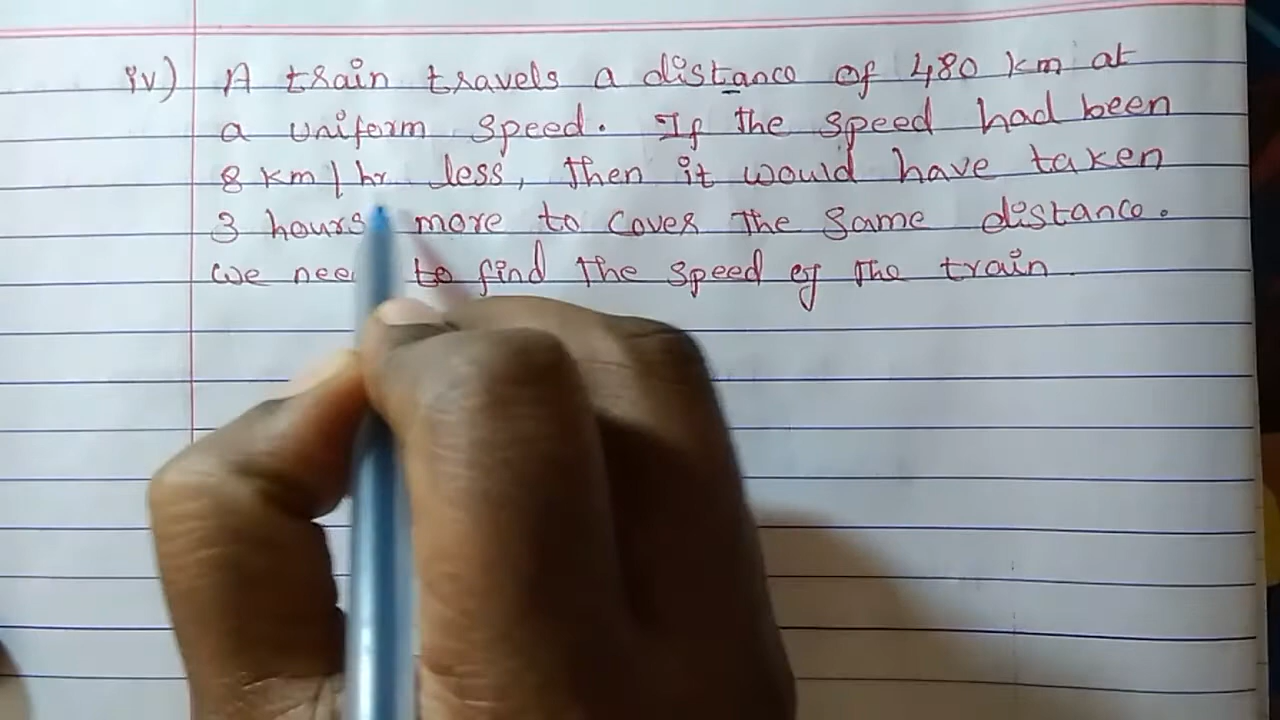 iv) A train travels a distance of 480 km at
a uniform speed. If the speed had been
8 km/hr less, then it would have taken
3 hours more to cover the same distance.
We need to find the speed of the train